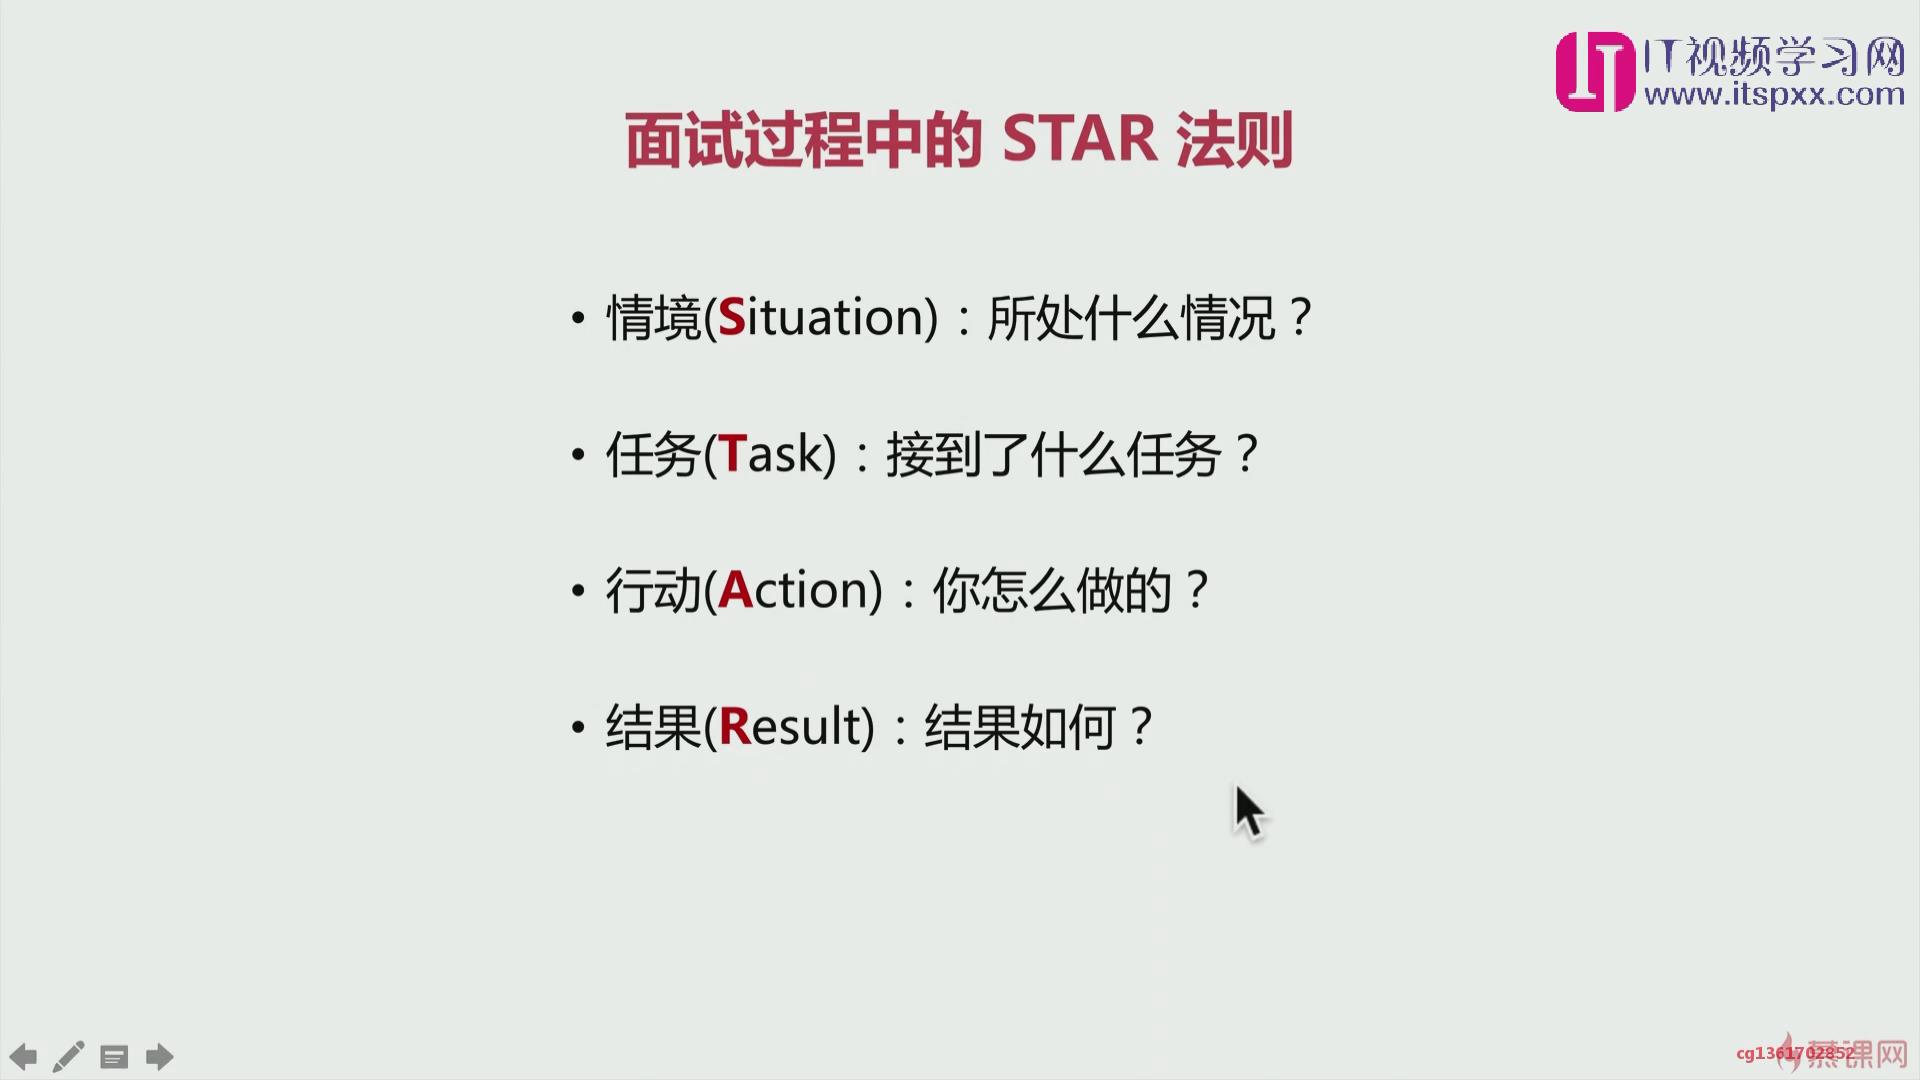 IT视频学习网
www.itspxx.com
面试过程中的 STAR 法则
• 情境(Situation)：所处什么情况？
• 任务(Task)：接到了什么任务？
• 行动(Action)：你怎么做的？
• 结果(Result)：结果如何？
cg1361702852
慕课网